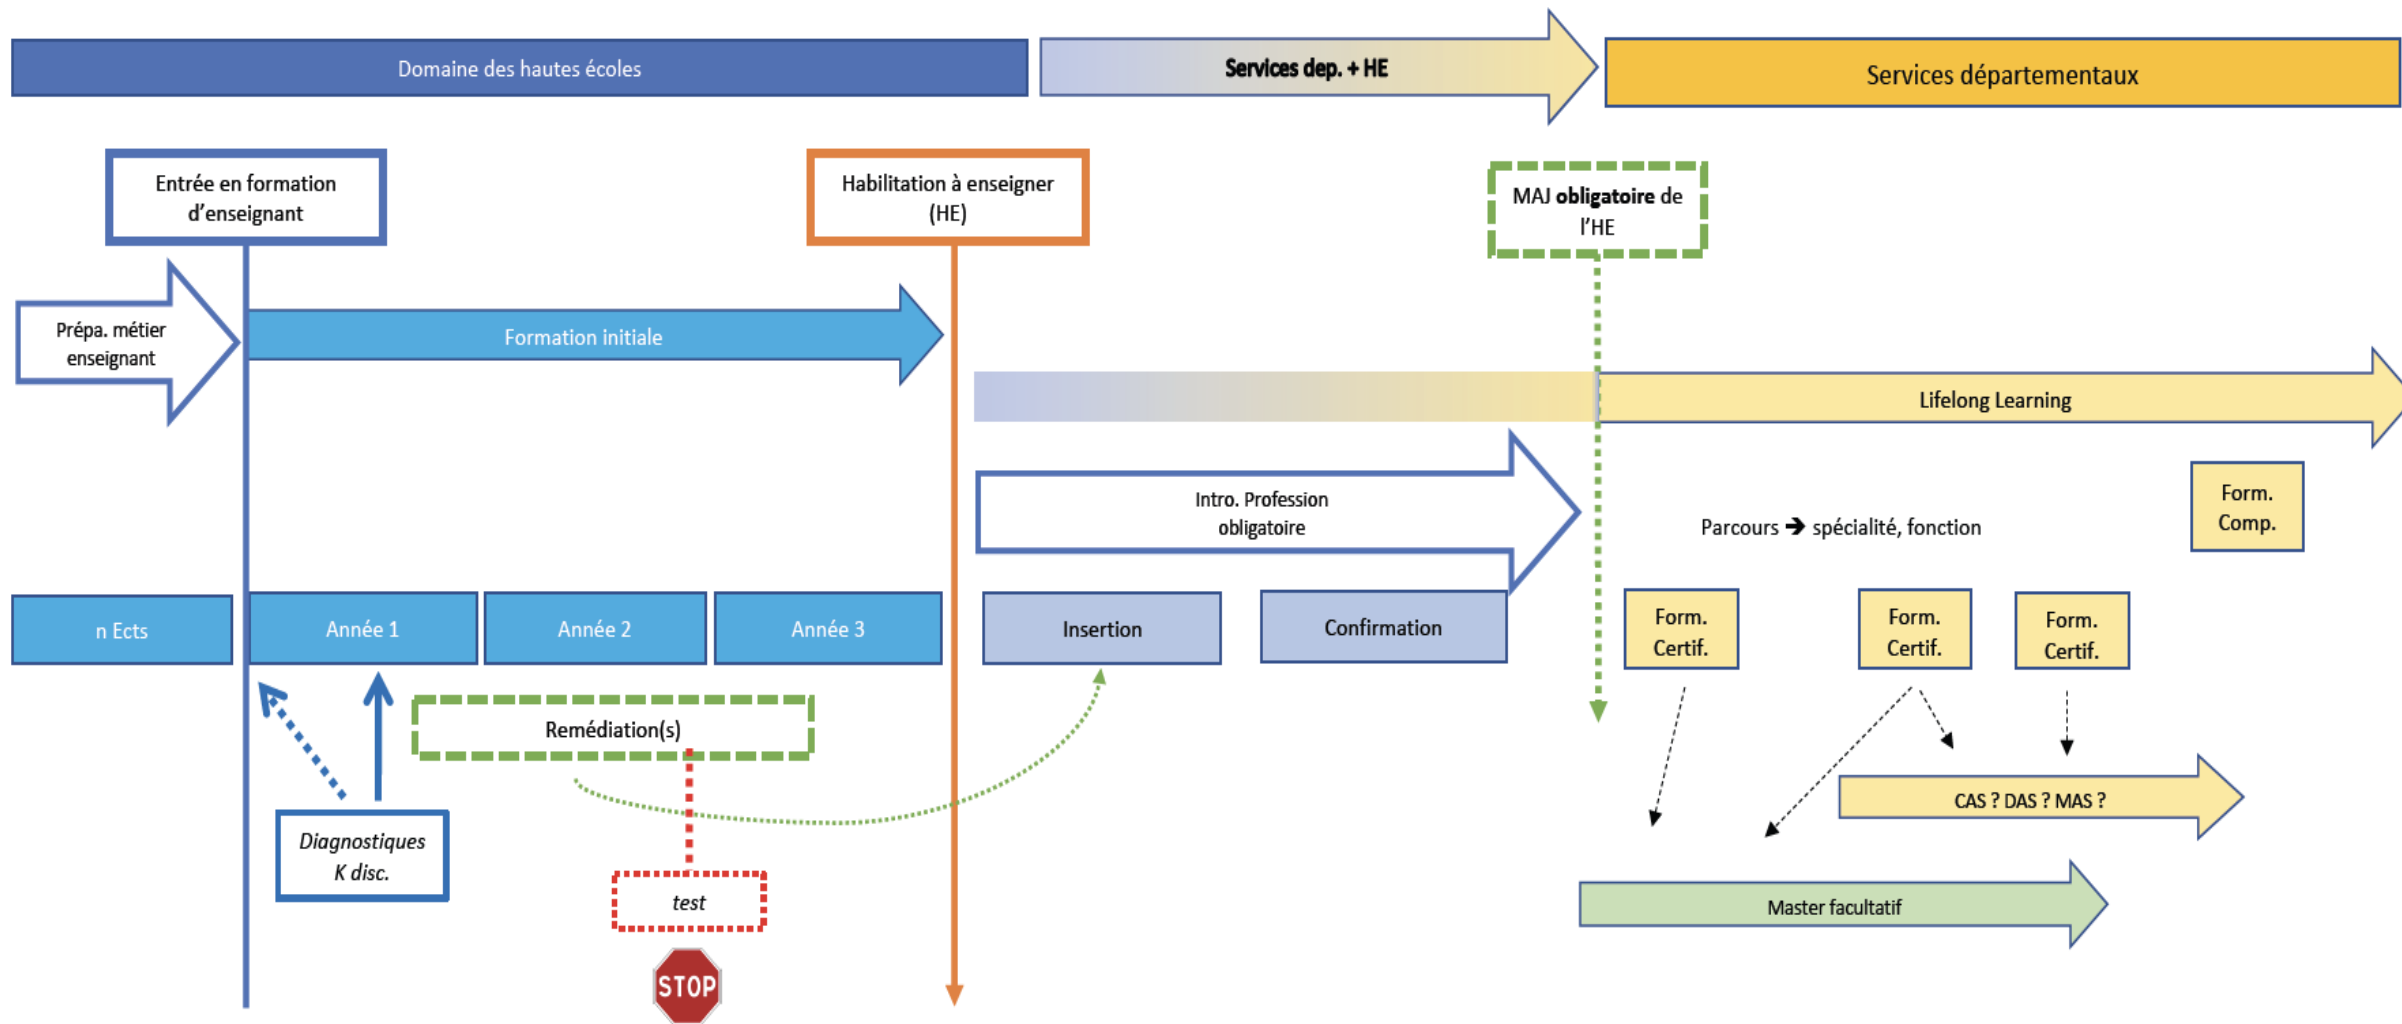 Domaine des hautes écoles
Services dep. + HE
Services départementaux
Entrée en formation
d'enseignant
Habilitation à enseigner
(HE)
MAJ obligatoire de
l'HE
Prépa. métier
enseignant
Formation initiale
Lifelong Learning
Intro. Profession
obligatoire
Parcours ➔ spécialité, fonction
Form.
Comp.
n Ects
Année 1
Année 2
Année 3
Insertion
Confirmation
Form.
Certif.
Form.
Certif.
Form.
Certif.
Remédiation(s)
Diagnostiques
K disc.
CAS ? DAS ? MAS ?
test
Master facultatif
STOP